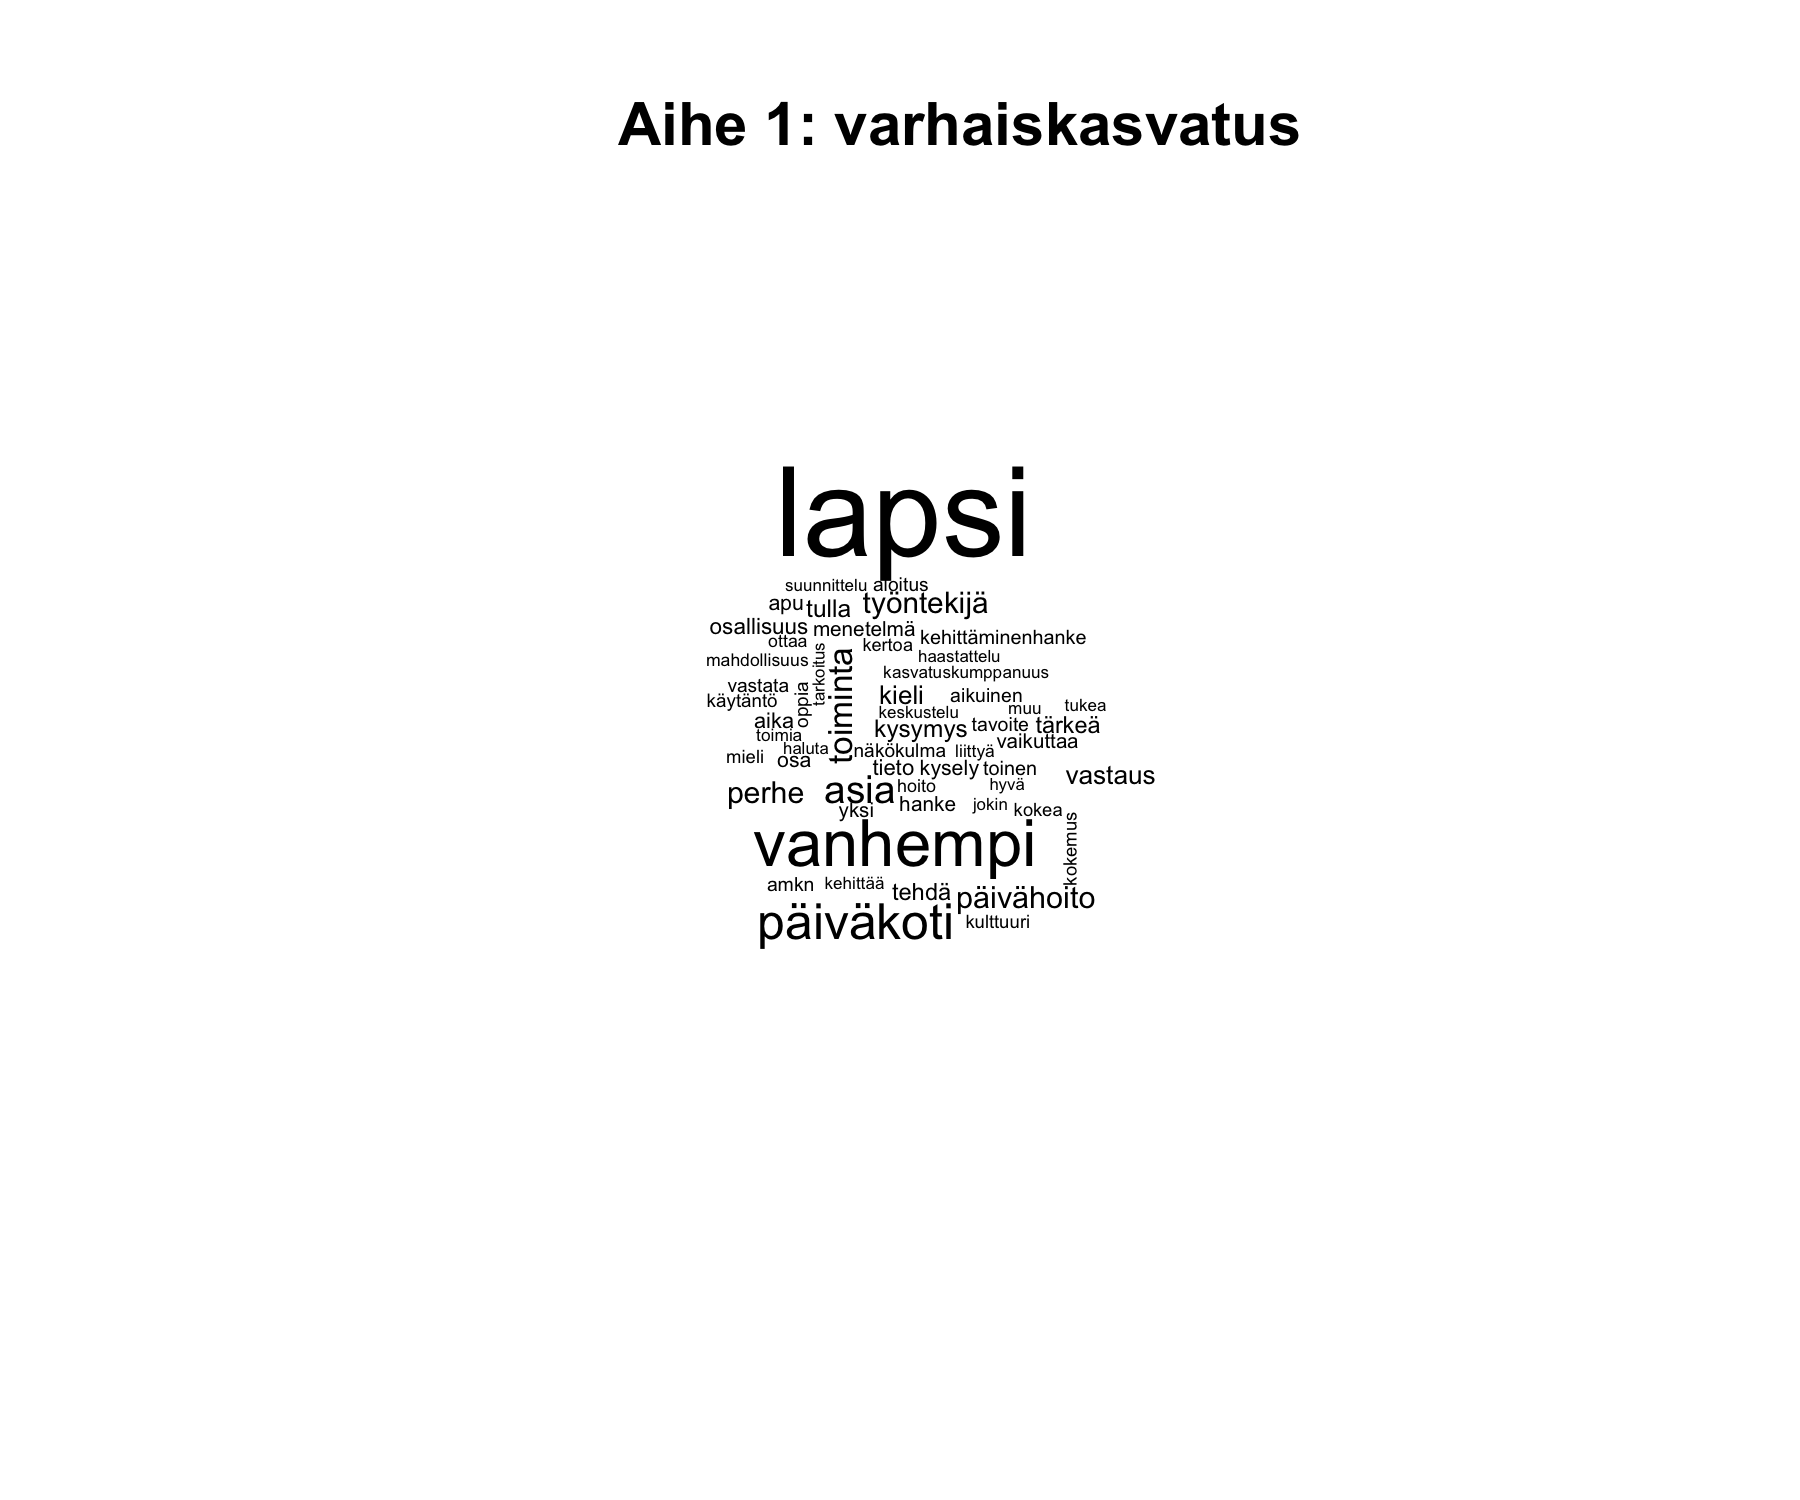 Aihe 1: varhaiskasvatus
lapsi
suunnittelu aloitus
apu tulla työntekijä
osallisuus menetelmä kehittäminenhanke
ottaa kertoa
mahdollisuus tarkoitus toiminta haastattelu
kasvatuskumppanuus
vastata oppia kieli aikuinen
käytäntö keskustelu muu tukea
aika kysymys tavoite tärkeä
toimia vaikuttaa
mieli haluta näkökulma liittyä
osa tieto kysely toinen vastaus
perhe asia hoito hyvä
yksi hanke jokin kokea
vanhempi kokemus
amkn kehittää tehdä päivähoito
päiväkoti kulttuuri